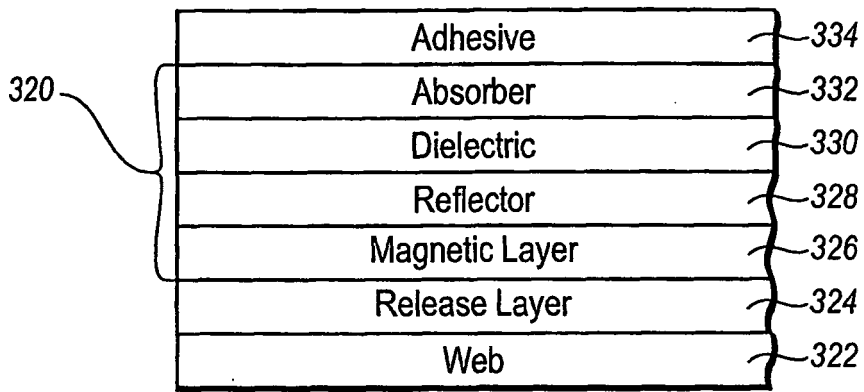 Adhesive 334
320 Absorber 332
Dielectric 330
Reflector 328
Magnetic Layer 326
Release Layer 324
Web 322